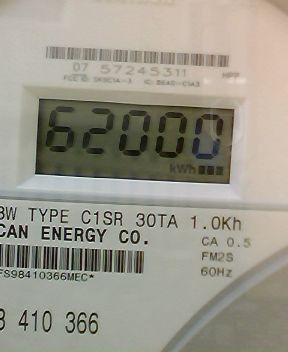 07 57245311
62000
kWh
3W TYPE C1SR 30TA 1.0Kh
CAN ENERGY CO.
CA 0.5
FM2S
FS98410366MEC*
60Hz
8 410 366